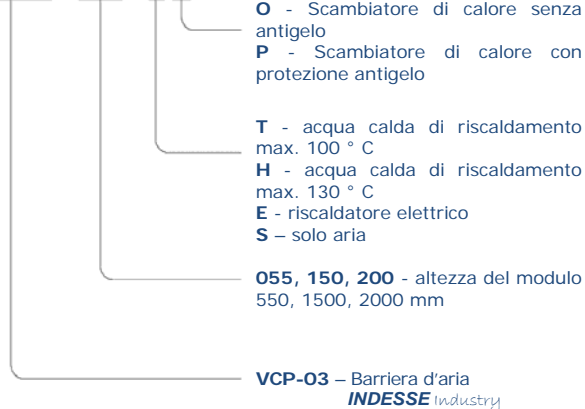 O - Scambiatore di calore senza
antigelo
P - Scambiatore di calore con
protezione antigelo
T - acqua calda di riscaldamento
max. 100 ° C
H - acqua calda di riscaldamento
max. 130 ° C
E - riscaldatore elettrico
S – solo aria
055, 150, 200 - altezza del modulo
550, 1500, 2000 mm
VCP-03 – Barriera d'aria
INDESSE Industry